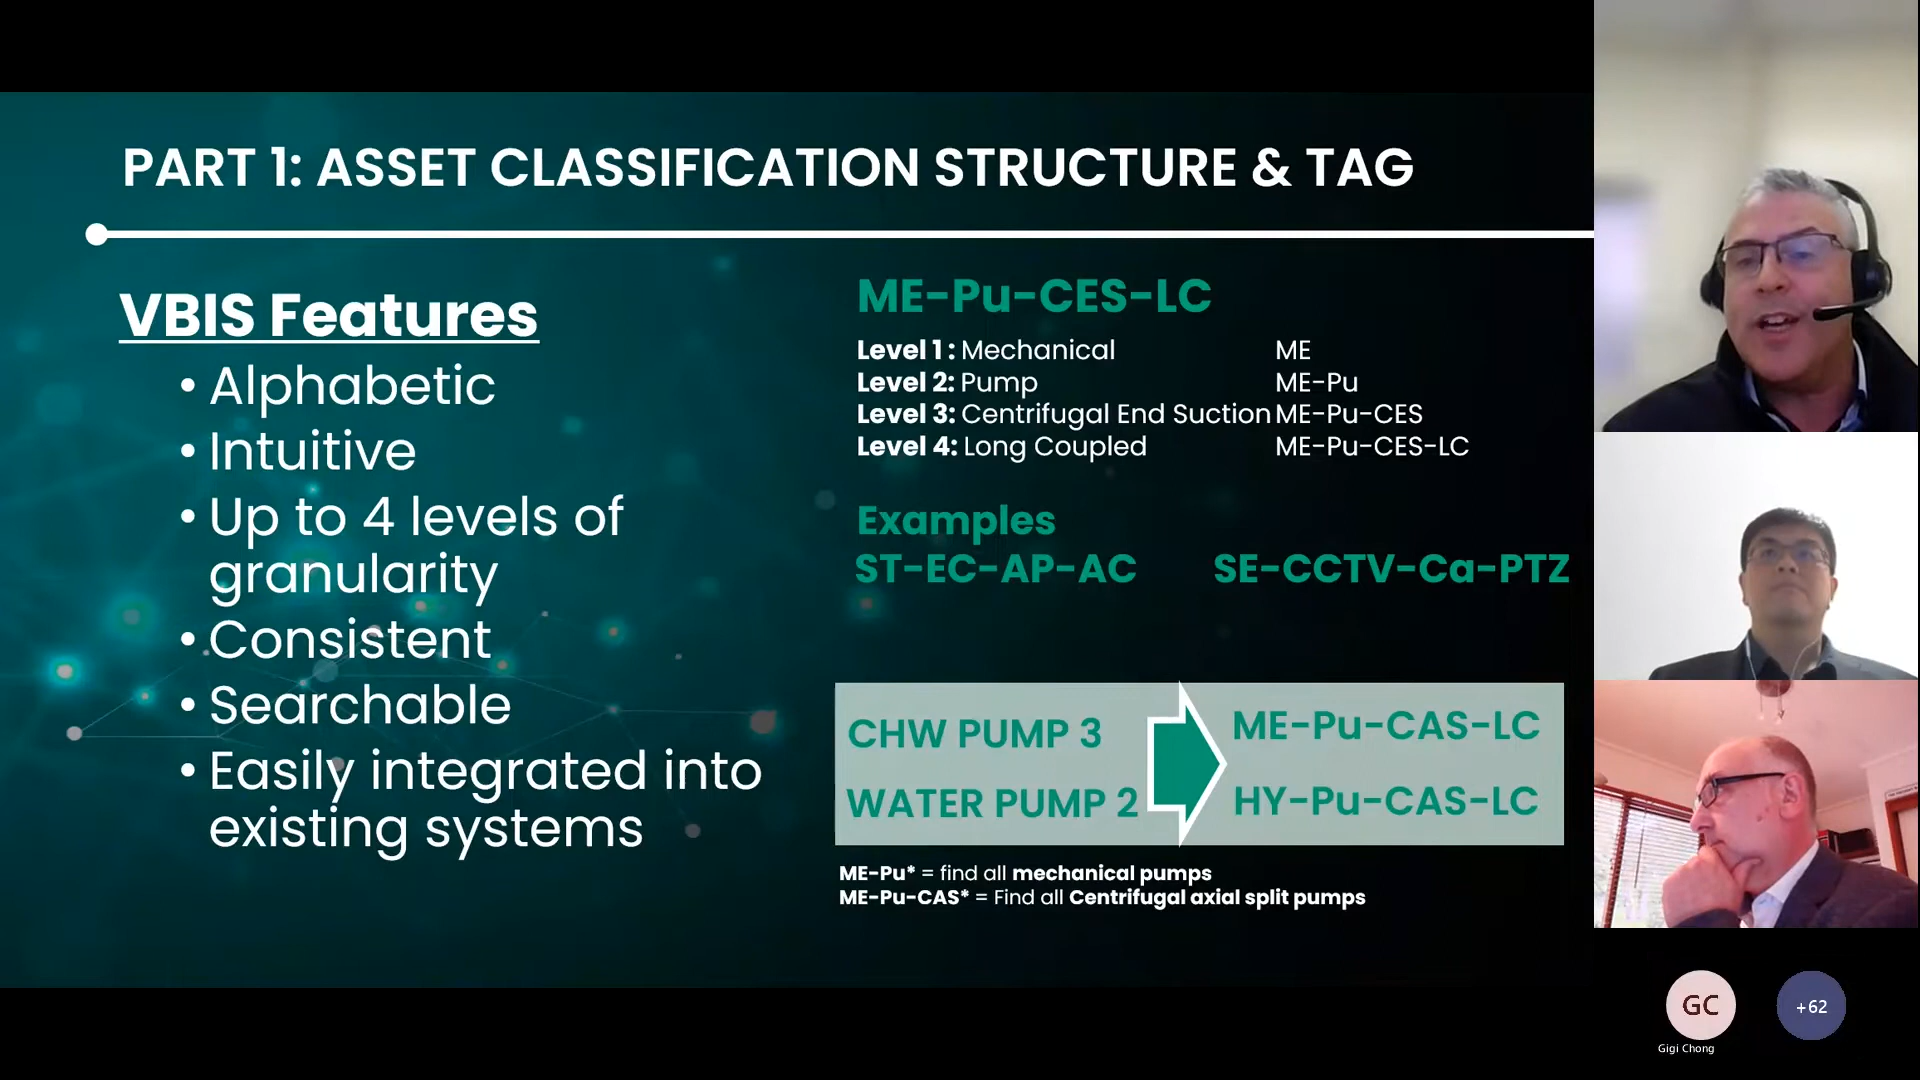 PART 1: ASSET CLASSIFICATION STRUCTURE & TAG
VBIS Features
• Alphabetic
• Intuitive
• Up to 4 levels of
granularity
• Consistent
• Searchable
• Easily integrated into
existing systems
ME-Pu-CES-LC
Level 1 : Mechanical ME
Level 2: Pump ME-Pu
Level 3: Centrifugal End Suction ME-Pu-CES
Level 4: Long Coupled ME-Pu-CES-LC
Examples
ST-EC-AP-AC SE-CCTV-Ca-PTZ
CHW PUMP 3 ME-Pu-CAS-LC
WATER PUMP 2 HY-Pu-CAS-LC
ME-Pu* = find all mechanical pumps
ME-Pu-CAS* = Find all Centrifugal axial split pumps
GC
+62
Gigi Chong